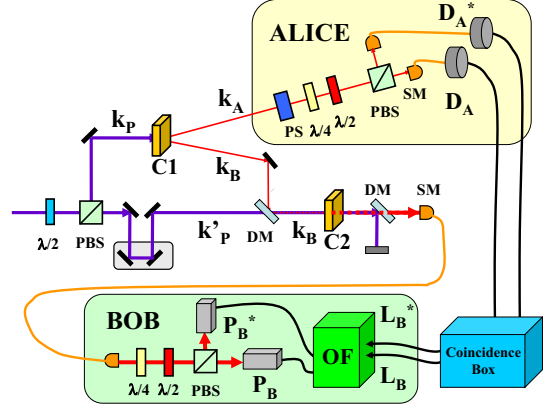 ALICE
D_A*
D_A
SM
PBS
λ/2
λ/4
PS
k_A
k_P
C1
k_B
λ/2
PBS
k'_P
DM
k_B
C2
DM
SM
BOB
P_B*
P_B
λ/4
λ/2
PBS
OF
L_B*
L_B
Coincidence
Box